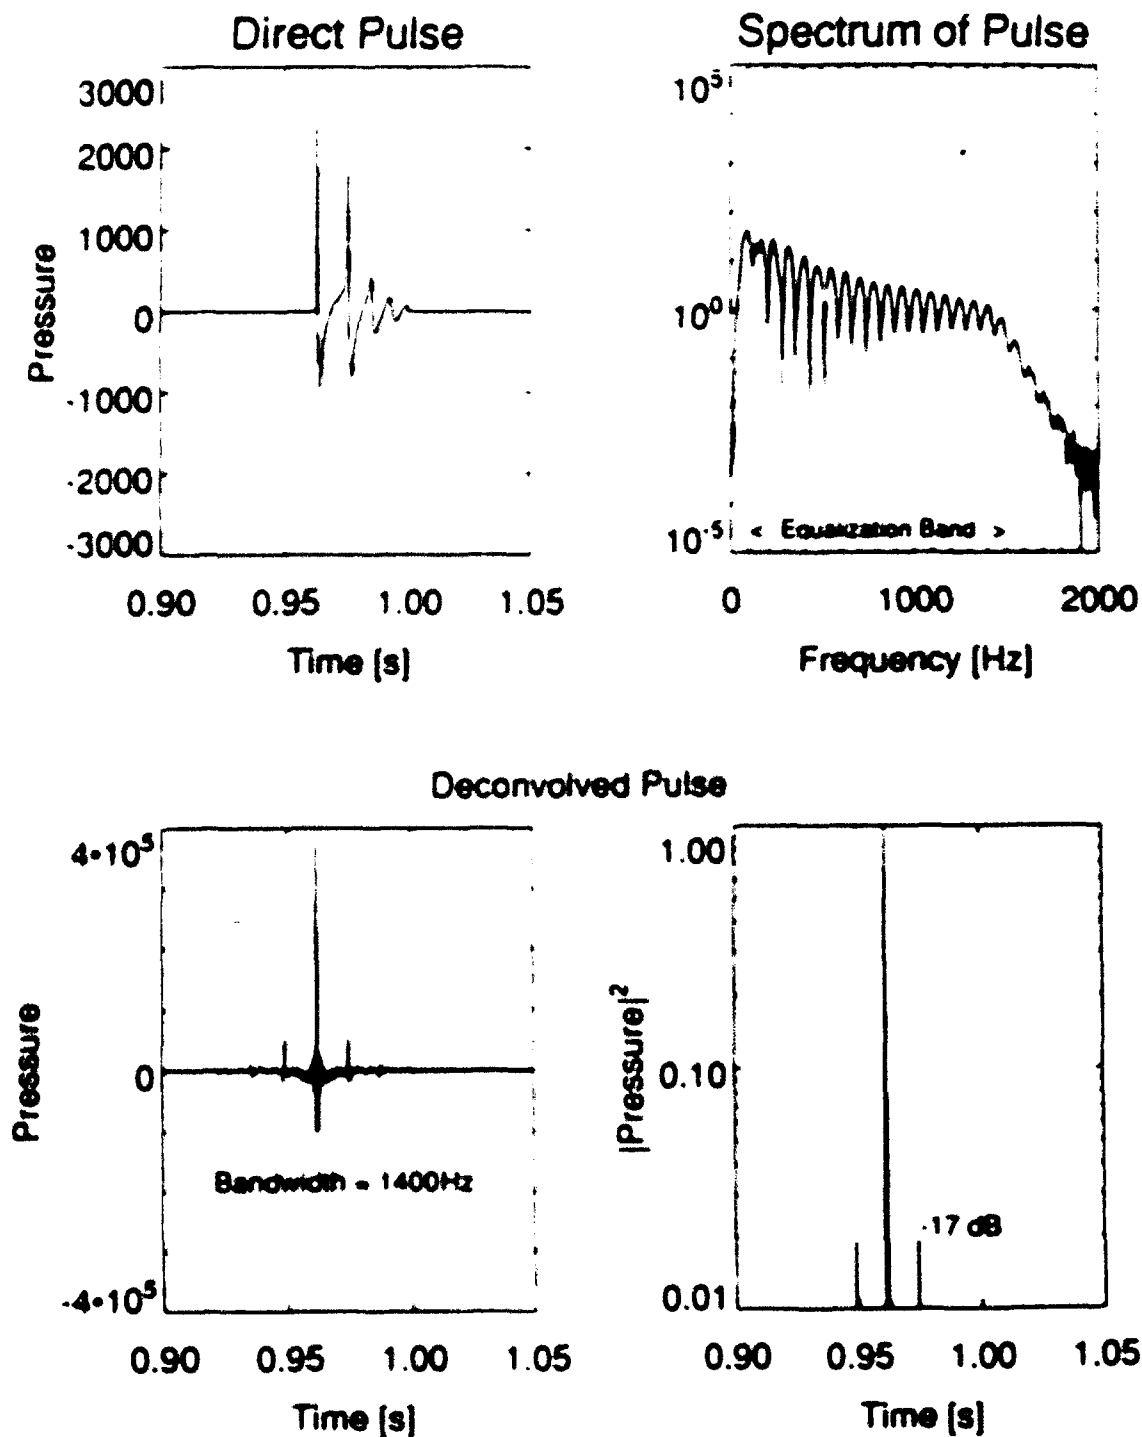 Direct Pulse
3000
2000
1000
0
-1000
-2000
-3000
Pressure
0.90 0.95 1.00 1.05
Time [s]
Spectrum of Pulse
10^5
10^0
10^-5
< Equalization Band >
0 1000 2000
Frequency [Hz]
Deconvolved Pulse
4•10^5
0
-4•10^5
Pressure
Bandwidth = 1400Hz
0.90 0.95 1.00 1.05
Time [s]
1.00
0.10
0.01
|Pressure|^2
-17 dB
0.90 0.95 1.00 1.05
Time [s]